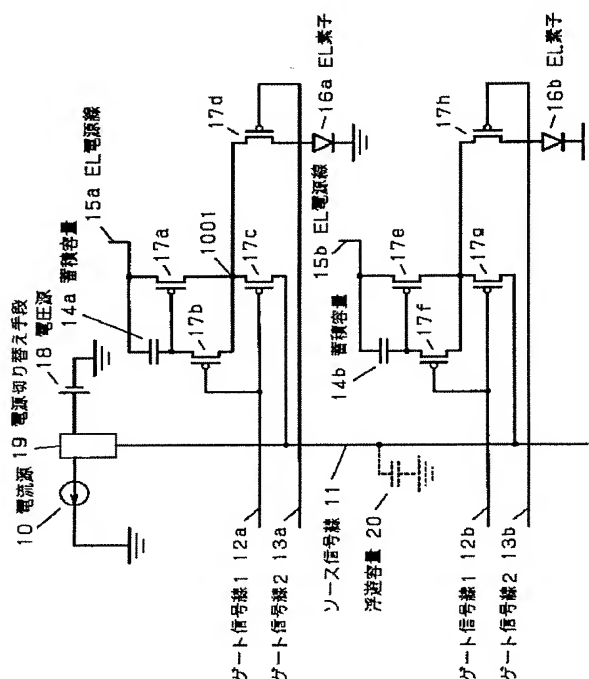 10 電流源
19 電源切り替え手段
18 電圧源
14a 蓄積容量
15a EL電源線
17a
17b
1001
17c
17d
16a EL素子
ゲート信号線1 12a
ゲート信号線2 13a
ソース信号線 11
浮遊容量 20
14b 蓄積容量
15b EL電源線
17e
17f
17g
17h
16b EL素子
ゲート信号線1 12b
ゲート信号線2 13b